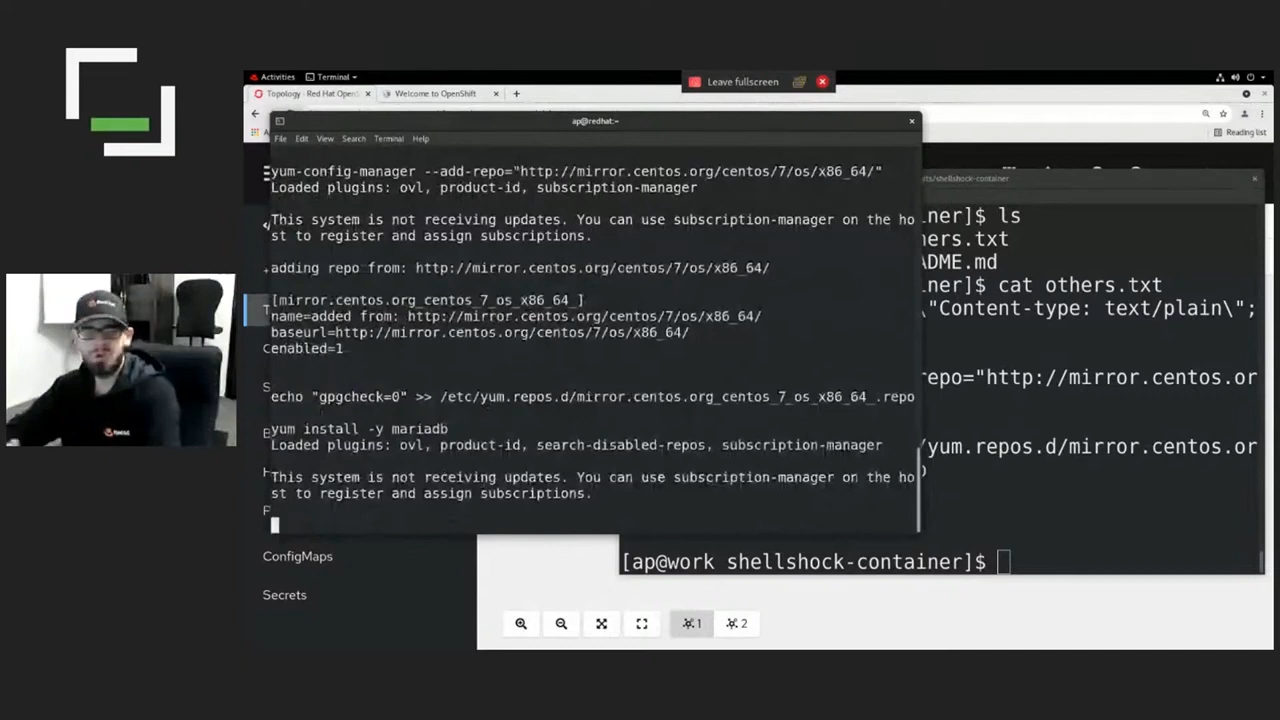 Activities
Terminal
Leave fullscreen
Topology · Red Hat Open
Welcome to OpenShift
Reading list
ap@redhat:~
File Edit View Search Terminal Help
yum-config-manager --add-repo="http://mirror.centos.org/centos/7/os/x86_64/"
Loaded plugins: ovl, product-id, subscription-manager
This system is not receiving updates. You can use subscription-manager on the ho
st to register and assign subscriptions.
adding repo from: http://mirror.centos.org/centos/7/os/x86_64/
[mirror.centos.org_centos_7_os_x86_64_]
name=added from: http://mirror.centos.org/centos/7/os/x86_64/
baseurl=http://mirror.centos.org/centos/7/os/x86_64/
enabled=1
echo "gpgcheck=0" >> /etc/yum.repos.d/mirror.centos.org_centos_7_os_x86_64_.repo
yum install -y mariadb
Loaded plugins: ovl, product-id, search-disabled-repos, subscription-manager
This system is not receiving updates. You can use subscription-manager on the ho
st to register and assign subscriptions.
ts/shellshock-container
iner]$ ls
hers.txt
DME.md
iner]$ cat others.txt
\"Content-type: text/plain\";
repo="http://mirror.centos.or
/yum.repos.d/mirror.centos.or
[ap@work shellshock-container]$
ConfigMaps
Secrets
1
2